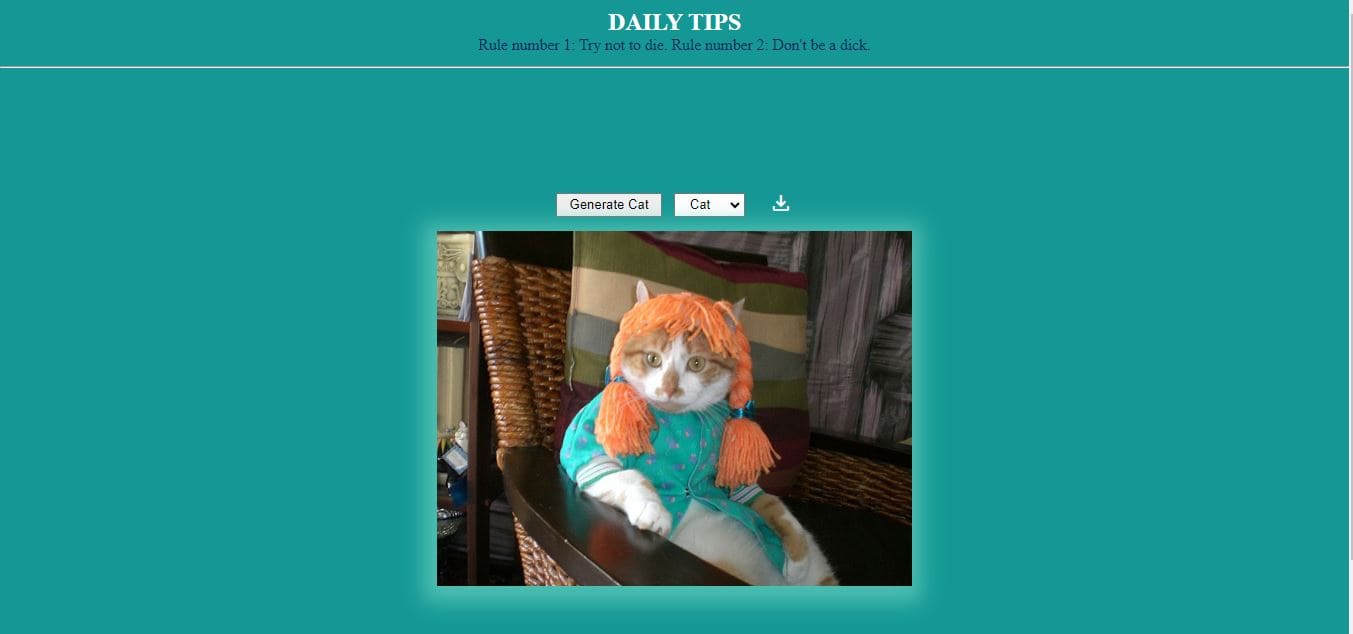 DAILY TIPS
Rule number 1: Try not to die. Rule number 2: Don't be a dick.
Generate Cat
Cat